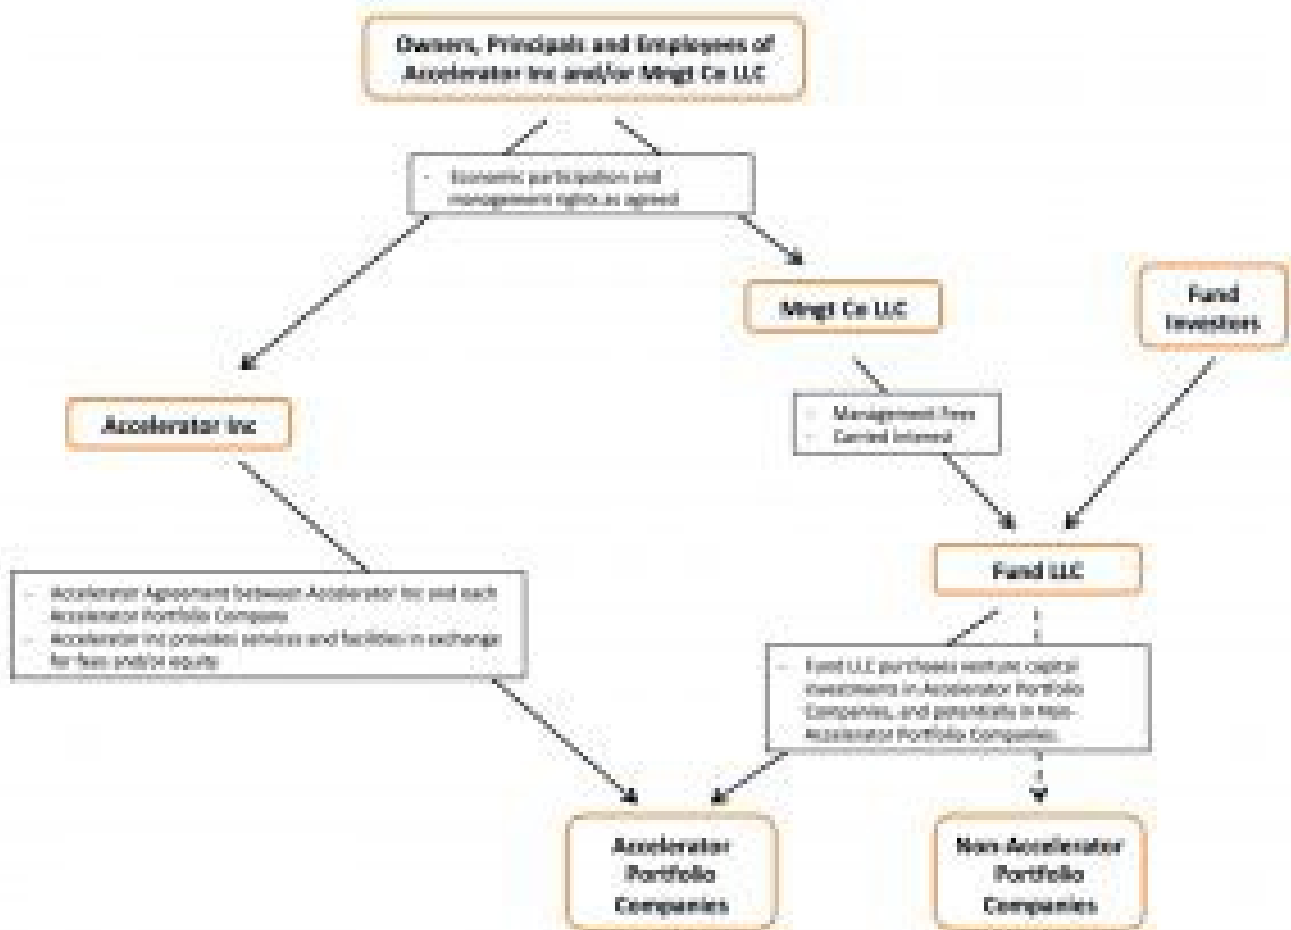 Owners, Principals and Employees of
Accelerator Inc and/or Mngt Co LLC
- Economic participation and
management rights as agreed
Mngt Co LLC
Fund
Investors
- Management Fees
- Carried interest
Accelerator Inc
Fund LLC
- Accelerator Agreement between Accelerator Inc and each
Accelerator Portfolio Company
- Accelerator Inc provides services and facilities in exchange
for fees and/or equity
- Fund LLC purchases venture capital
investments in Accelerator Portfolio
Companies, and potentially in Non-
Accelerator Portfolio Companies.
Accelerator
Portfolio
Companies
Non-Accelerator
Portfolio
Companies